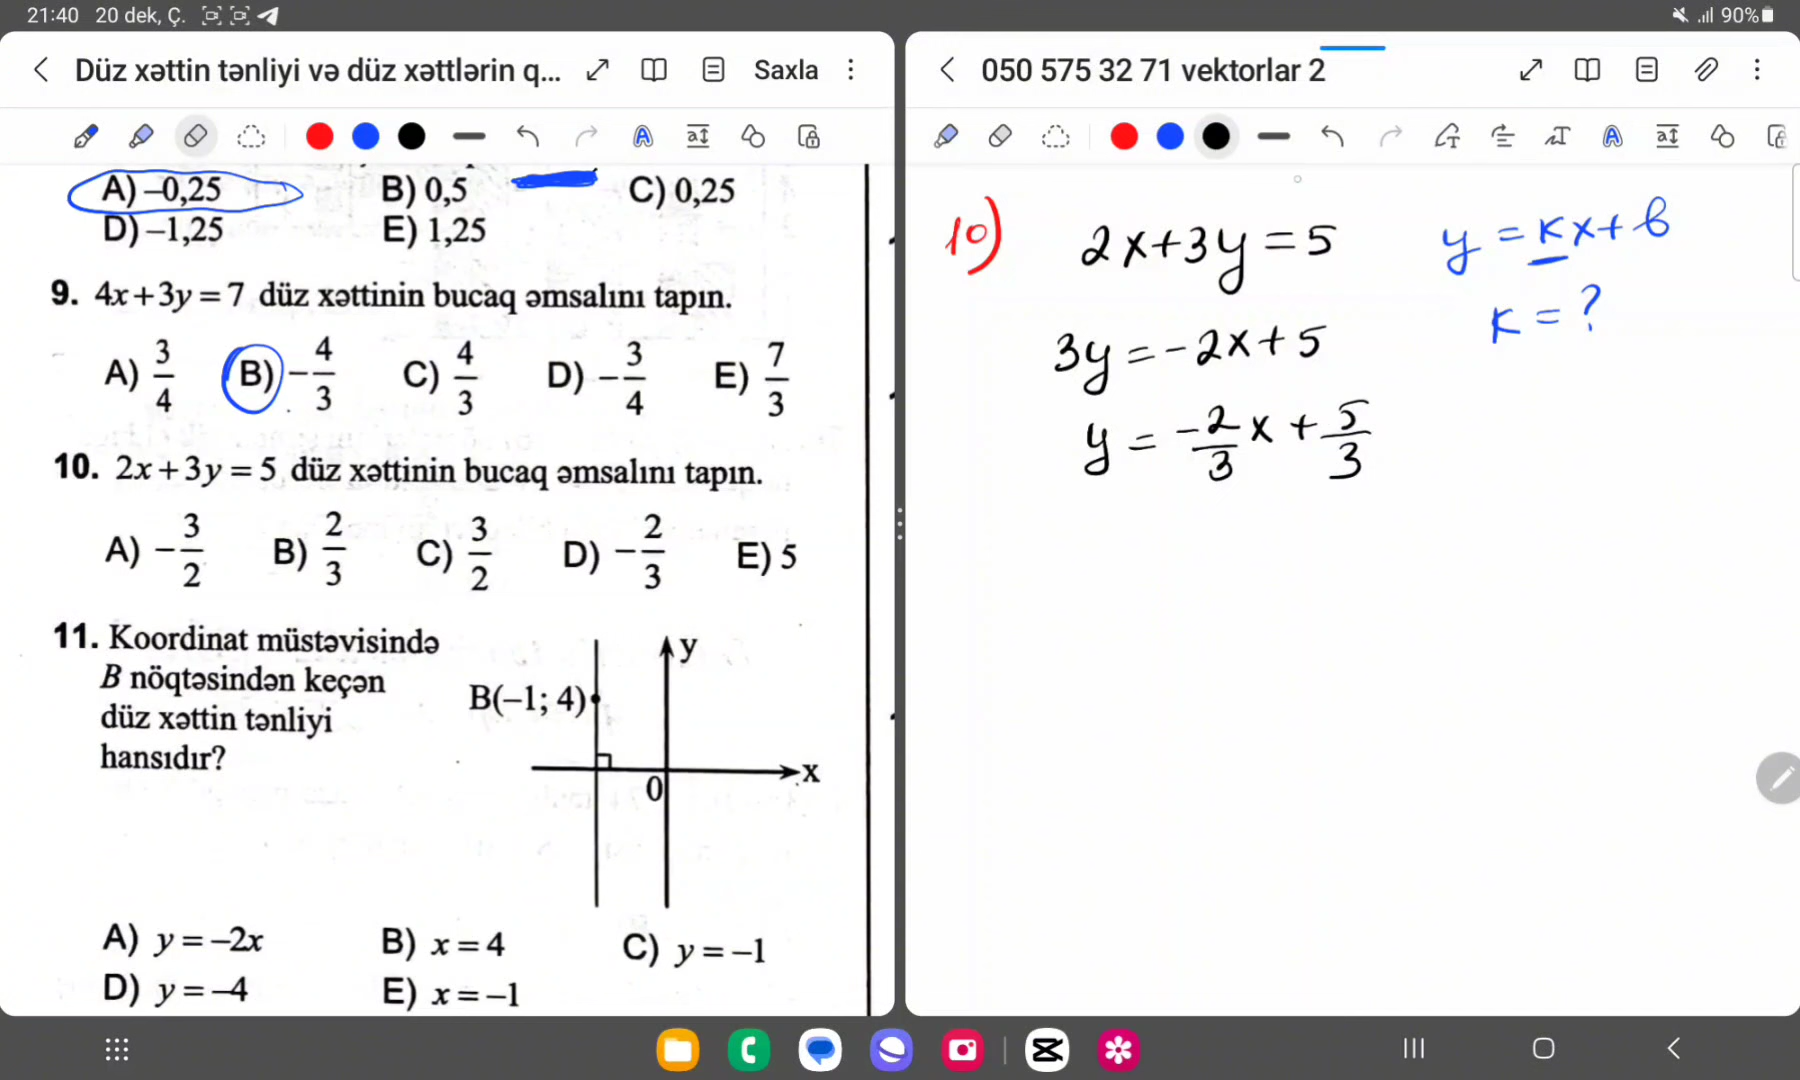 21:40 20 dek, Ç.
90%
Düz xəttin tənliyi və düz xəttlərin q...
Saxla
A) –0,25 B) 0,5 C) 0,25
D) –1,25 E) 1,25
9. 4x+3y=7 düz xəttinin bucaq əmsalını tapın.
A) 3/4 B) –4/3 C) 4/3 D) –3/4 E) 7/3
10. 2x+3y=5 düz xəttinin bucaq əmsalını tapın.
A) –3/2 B) 2/3 C) 3/2 D) –2/3 E) 5
11. Koordinat müstəvisində
B nöqtəsindən keçən
düz xəttin tənliyi
hansıdır?
y
B(–1; 4)
x
0
A) y=–2x B) x=4 C) y=–1
D) y=–4 E) x=–1
050 575 32 71 vektorlar 2
10) 2x+3y=5 y=kx+b
3y=-2x+5 k=?
y=-2/3x+5/3